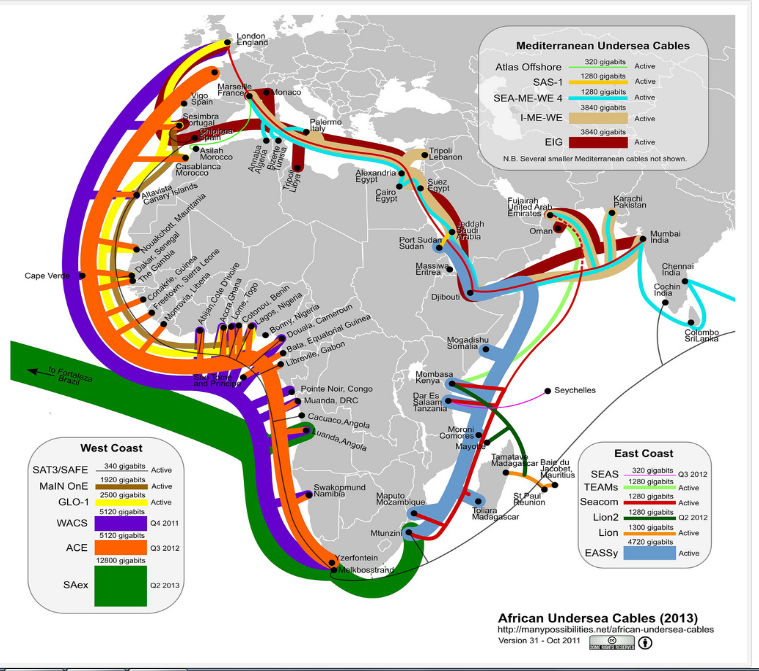 London
England
Vigo
Spain
Marseille
France
Monaco
Sesimbra
Portugal
Chipiona
Spain
Asilah
Morocco
Casablanca
Morocco
Palermo
Italy
Annaba
Algeria
Bizerte
Tunisia
Tripoli
Libya
Tripoli
Lebanon
Alexandria
Egypt
Cairo
Egypt
Suez
Egypt
Jeddah
Saudi
Arabia
Port Sudan
Sudan
Massiwa
Eritrea
Djibouti
Fujairah
United Arab
Emirates
Oman
Karachi
Pakistan
Mumbai
India
Chennai
India
Cochin
India
Colombo
SriLanka
Altavista
Canary Islands
Nouakchott, Mauritania
Dakar, Senegal
The Gambia
Cape Verde
Conakrie, Guinea
Freetown, Sierra Leone
Monrovia, Liberia
Abijan, Cote D'ivoire
Accra, Ghana
Lome, Togo
Cotonou, Benin
Lagos, Nigeria
Bonny, Nigeria
Douala, Cameroun
Bata, Equatorial Guinea
Libreville, Gabon
Sao Tome
and Principe
Pointe Noir, Congo
Muanda, DRC
Cacuaco, Angola
Luanda, Angola
Swakopmund
Namibia
Yzerfontein
Melkbosstrand
Mtunzini
Maputo
Mozambique
Toliara
Madagascar
Mogadishu
Somalia
Mombasa
Kenya
Dar Es
Salaam
Tanzania
Seychelles
Moroni
Comores
Mayotte
Tamatave
Madagascar
Baie du
Jacobet,
Mauritius
St Paul
Reunion
to Fortaleza
Brazil
Mediterranean Undersea Cables
Atlas Offshore 320 gigabits Active
SAS-1 1280 gigabits Active
SEA-ME-WE 4 1280 gigabits Active
I-ME-WE 3840 gigabits Active
EIG 3840 gigabits Active
N.B. Several smaller Mediterranean cables not shown.
West Coast
SAT3/SAFE 340 gigabits Active
MaIN OnE 1920 gigabits Active
GLO-1 2500 gigabits Active
WACS 5120 gigabits Q4 2011
ACE 5120 gigabits Q3 2012
SAex 12800 gigabits Q2 2013
East Coast
SEAS 320 gigabits Q3 2012
TEAMs 1280 gigabits Active
Seacom 1280 gigabits Active
Lion2 1280 gigabits Q2 2012
Lion 1300 gigabits Active
EASSy 4720 gigabits Active
African Undersea Cables (2013)
http://manypossibilities.net/african-undersea-cables
Version 31 - Oct 2011